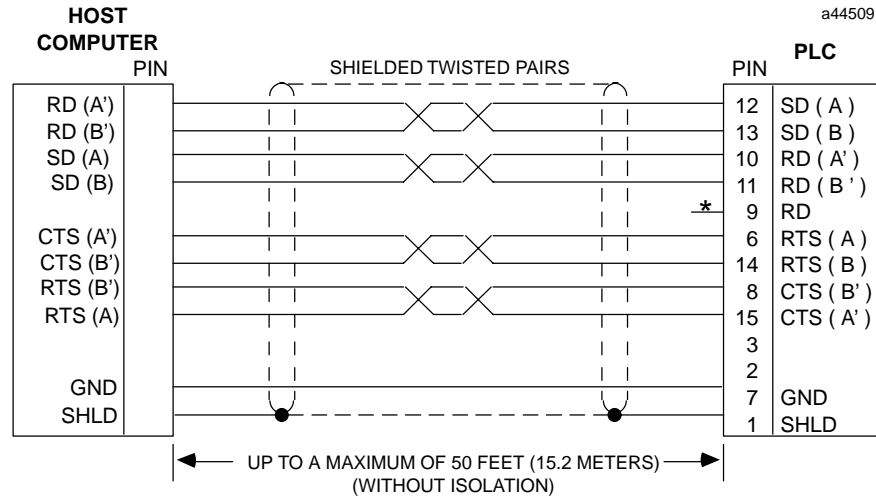 a44509
HOST
COMPUTER
PLC
PIN
SHIELDED TWISTED PAIRS
PIN
RD (A')
12
SD ( A )
RD (B')
13
SD ( B )
SD (A)
10
RD ( A' )
SD (B)
11
RD ( B ' )
*
9
RD
CTS (A')
6
RTS ( A )
CTS (B')
14
RTS ( B )
RTS (B')
8
CTS ( B' )
RTS (A)
15
CTS ( A' )
3
2
GND
7
GND
SHLD
1
SHLD
UP TO A MAXIMUM OF 50 FEET (15.2 METERS)
(WITHOUT ISOLATION)